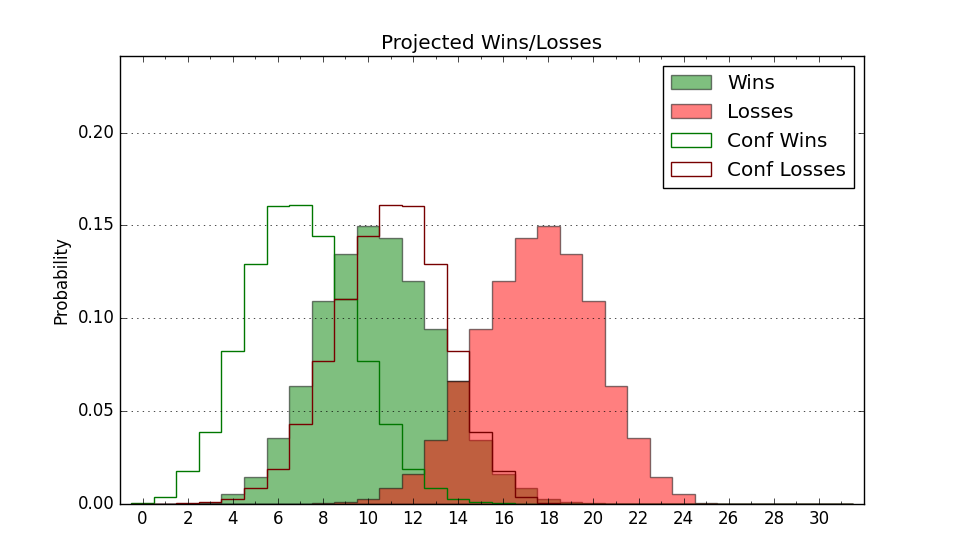 Projected Wins/Losses
Wins
Losses
Conf Wins
Conf Losses
Probability
0.20
0.15
0.10
0.05
0.00
0 2 4 6 8 10 12 14 16 18 20 22 24 26 28 30